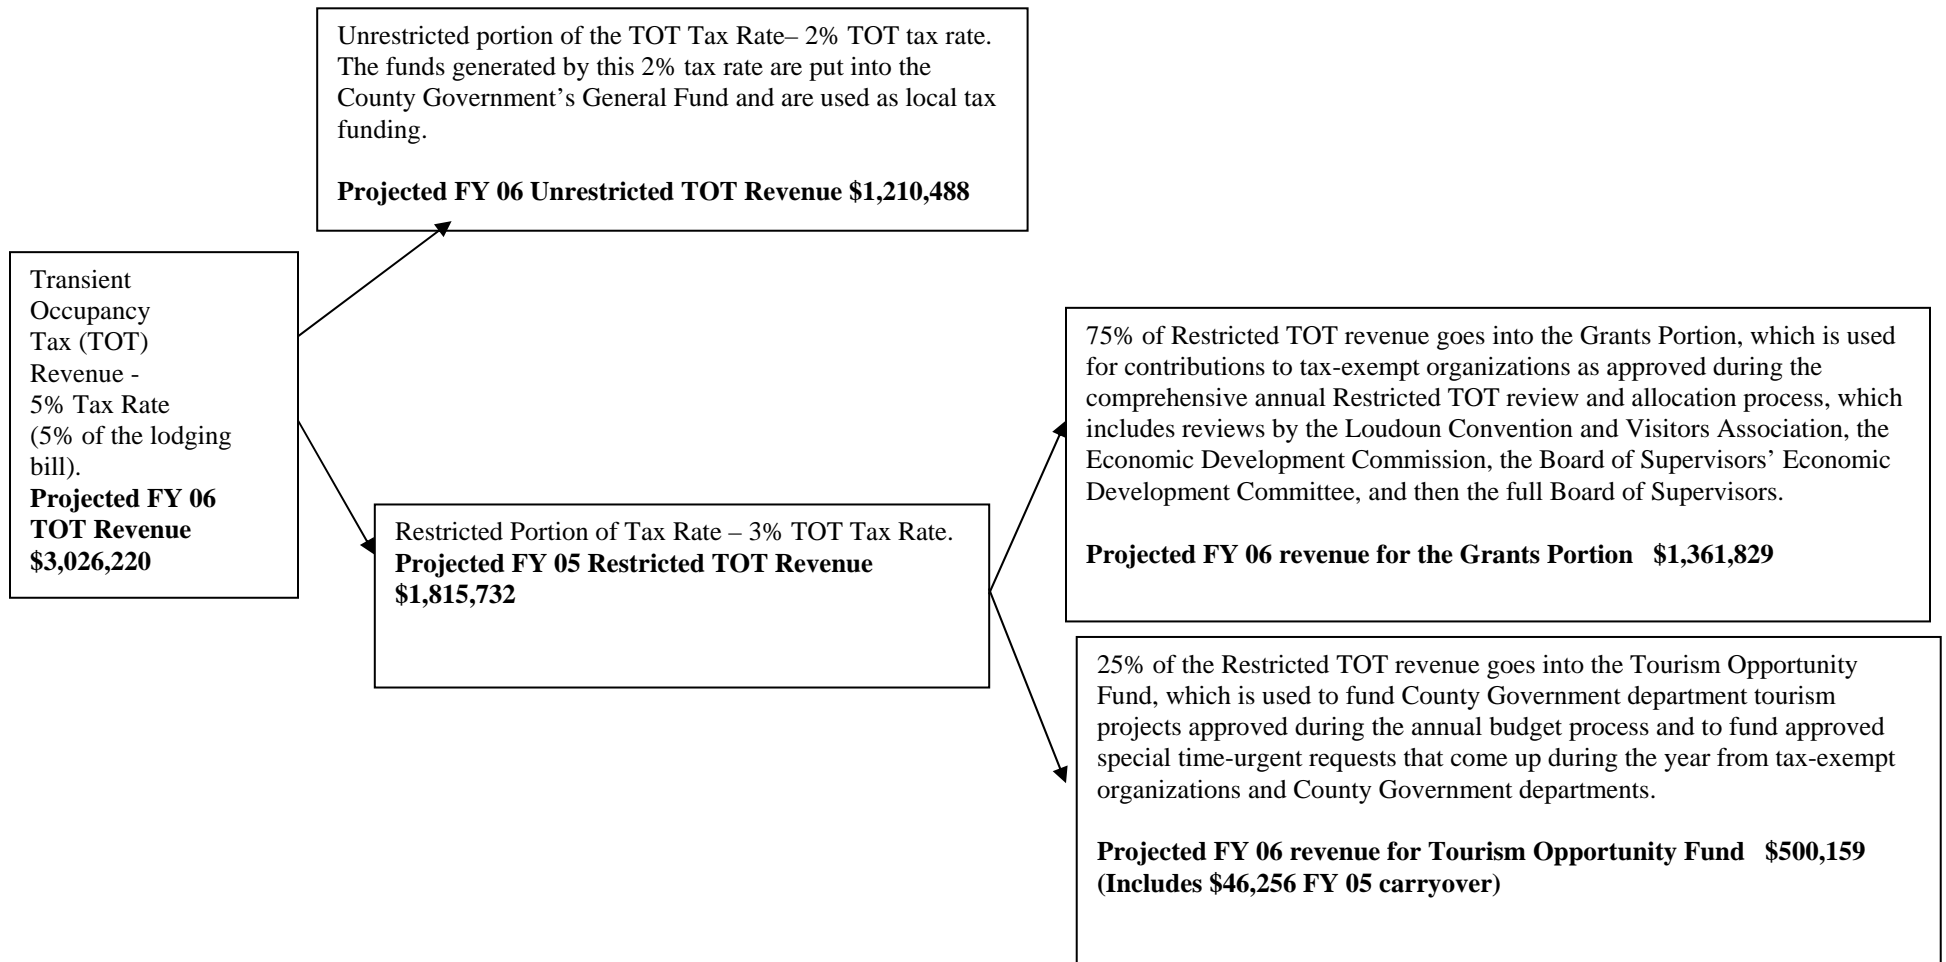 Unrestricted portion of the TOT Tax Rate– 2% TOT tax rate.
The funds generated by this 2% tax rate are put into the
County Government’s General Fund and are used as local tax
funding.
Projected FY 06 Unrestricted TOT Revenue $1,210,488
Transient
Occupancy
Tax (TOT)
Revenue -
5% Tax Rate
(5% of the lodging
bill).
Projected FY 06
TOT Revenue
$3,026,220
Restricted Portion of Tax Rate – 3% TOT Tax Rate.
Projected FY 05 Restricted TOT Revenue
$1,815,732
75% of Restricted TOT revenue goes into the Grants Portion, which is used
for contributions to tax-exempt organizations as approved during the
comprehensive annual Restricted TOT review and allocation process, which
includes reviews by the Loudoun Convention and Visitors Association, the
Economic Development Commission, the Board of Supervisors’ Economic
Development Committee, and then the full Board of Supervisors.
Projected FY 06 revenue for the Grants Portion   $1,361,829
25% of the Restricted TOT revenue goes into the Tourism Opportunity
Fund, which is used to fund County Government department tourism
projects approved during the annual budget process and to fund approved
special time-urgent requests that come up during the year from tax-exempt
organizations and County Government departments.
Projected FY 06 revenue for Tourism Opportunity Fund   $500,159
(Includes $46,256 FY 05 carryover)